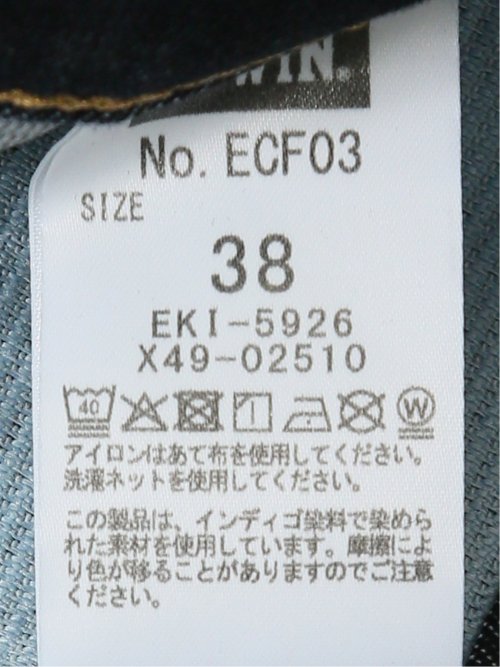 WIN.
No. ECF03
SIZE
38
EKI-5926
X49-02510
40 W
アイロンはあて布を使用してください。
洗濯ネットを使用してください。
この製品は、インディゴ染料で染めら
れた素材を使用しています。摩擦によ
り色が移ることがありますのでご注意
ください。